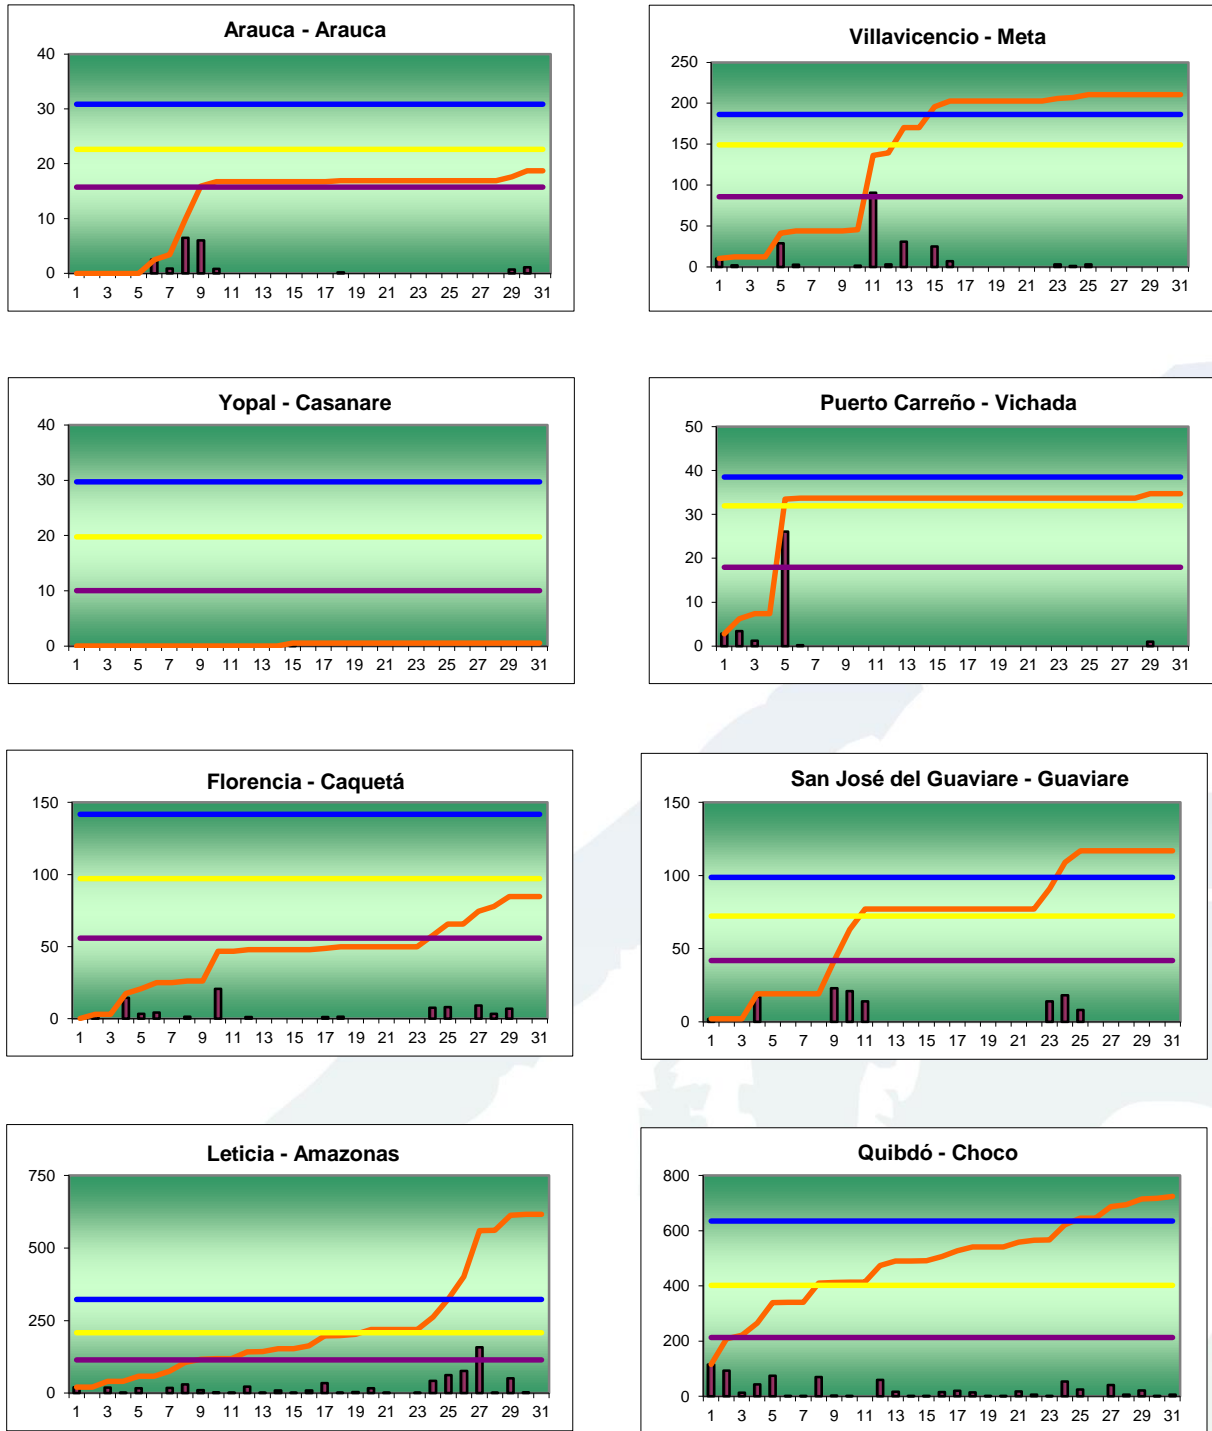 Arauca - Arauca
40
30
20
10
0
1 3 5 7 9 11 13 15 17 19 21 23 25 27 29 31
Villavicencio - Meta
250
200
150
100
50
0
1 3 5 7 9 11 13 15 17 19 21 23 25 27 29 31
Yopal - Casanare
40
30
20
10
0
1 3 5 7 9 11 13 15 17 19 21 23 25 27 29 31
Puerto Carreño - Vichada
50
40
30
20
10
0
1 3 5 7 9 11 13 15 17 19 21 23 25 27 29 31
Florencia - Caquetá
150
100
50
0
1 3 5 7 9 11 13 15 17 19 21 23 25 27 29 31
San José del Guaviare - Guaviare
150
100
50
0
1 3 5 7 9 11 13 15 17 19 21 23 25 27 29 31
Leticia - Amazonas
750
500
250
0
1 3 5 7 9 11 13 15 17 19 21 23 25 27 29 31
Quibdó - Choco
800
600
400
200
0
1 3 5 7 9 11 13 15 17 19 21 23 25 27 29 31